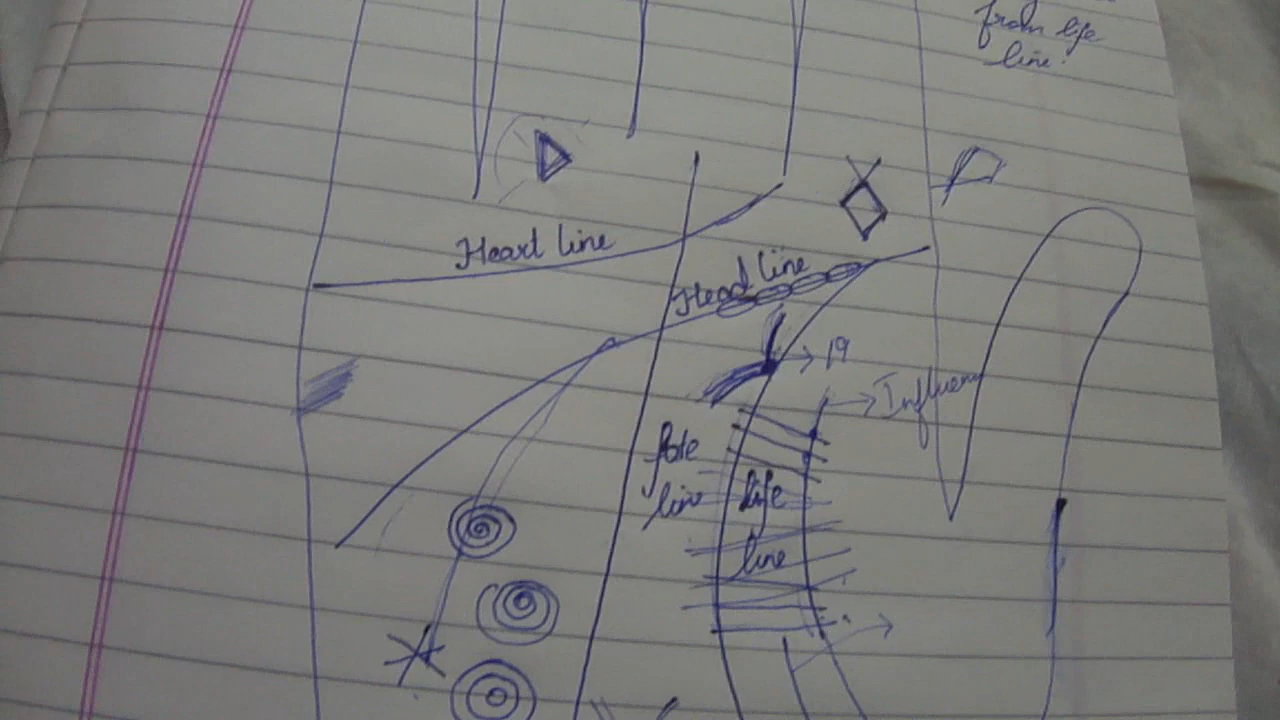 from life
line.
Heart line
Head line
19
Influen
fate
line
life
line